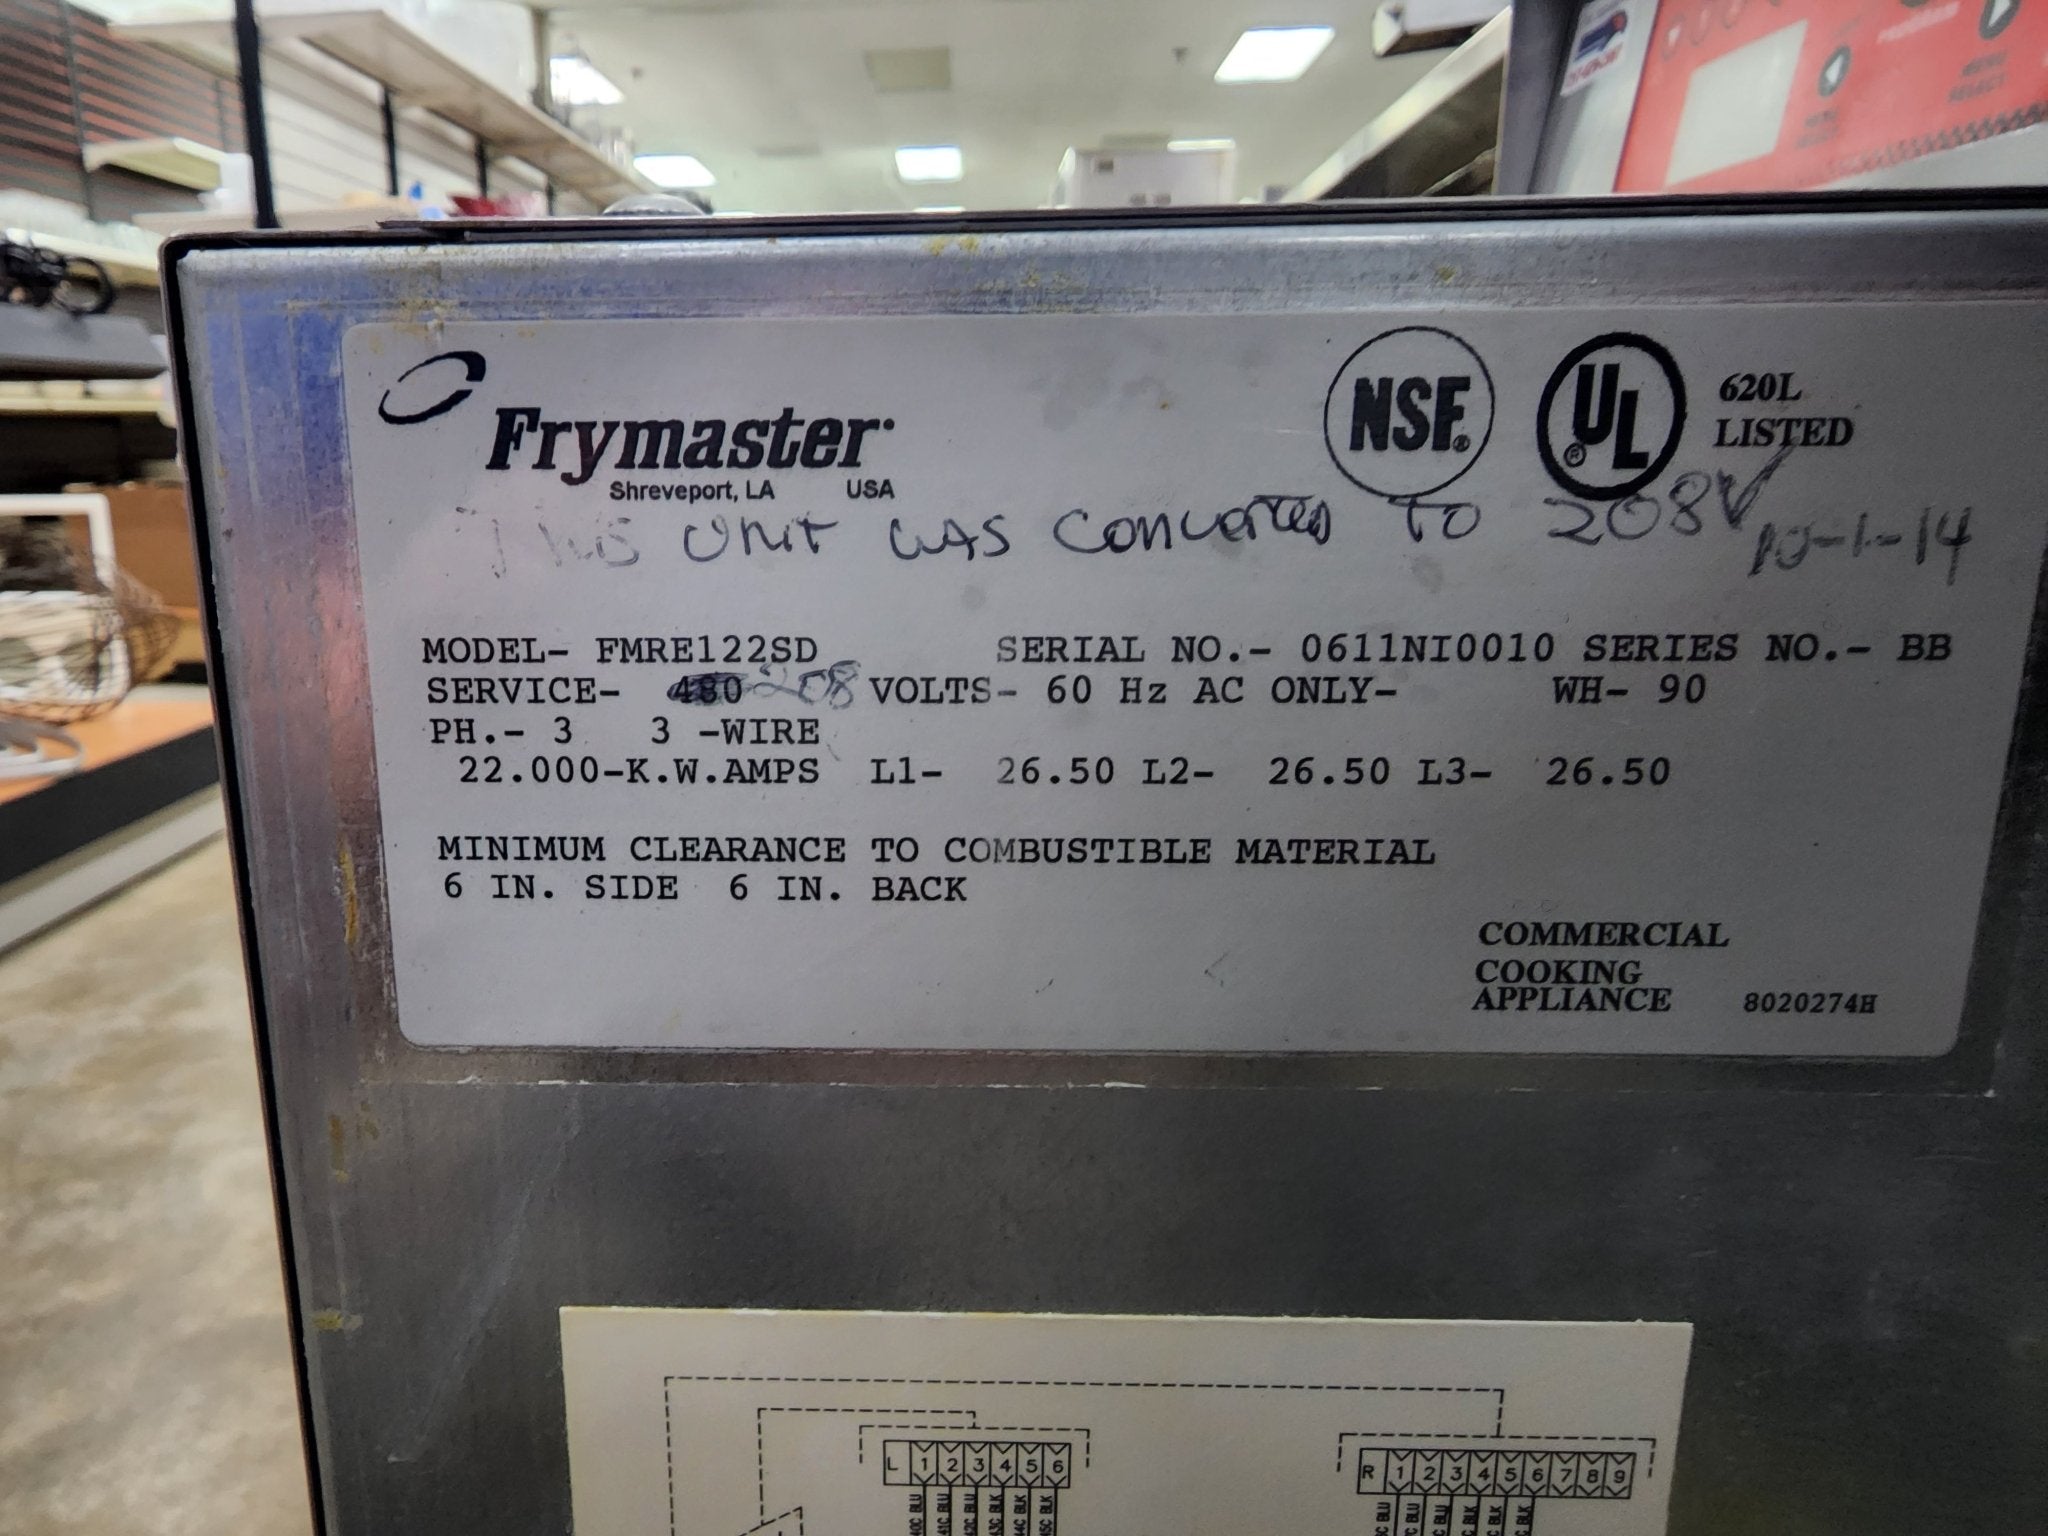 MENU
SELECT
Frymaster
Shreveport, LA USA
NSF®
UL®
620L
LISTED
This unit was converted to 208V
10-1-14
MODEL- FMRE122SD SERIAL NO.- 0611NI0010 SERIES NO.- BB
SERVICE- 480 208 VOLTS- 60 Hz AC ONLY- WH- 90
PH.- 3 3 -WIRE
22.000-K.W.AMPS L1- 26.50 L2- 26.50 L3- 26.50
MINIMUM CLEARANCE TO COMBUSTIBLE MATERIAL
6 IN. SIDE 6 IN. BACK
COMMERCIAL
COOKING
APPLIANCE 8020274H
L 1 2 3 4 5 6
R 1 2 3 4 5 6 7 8 9